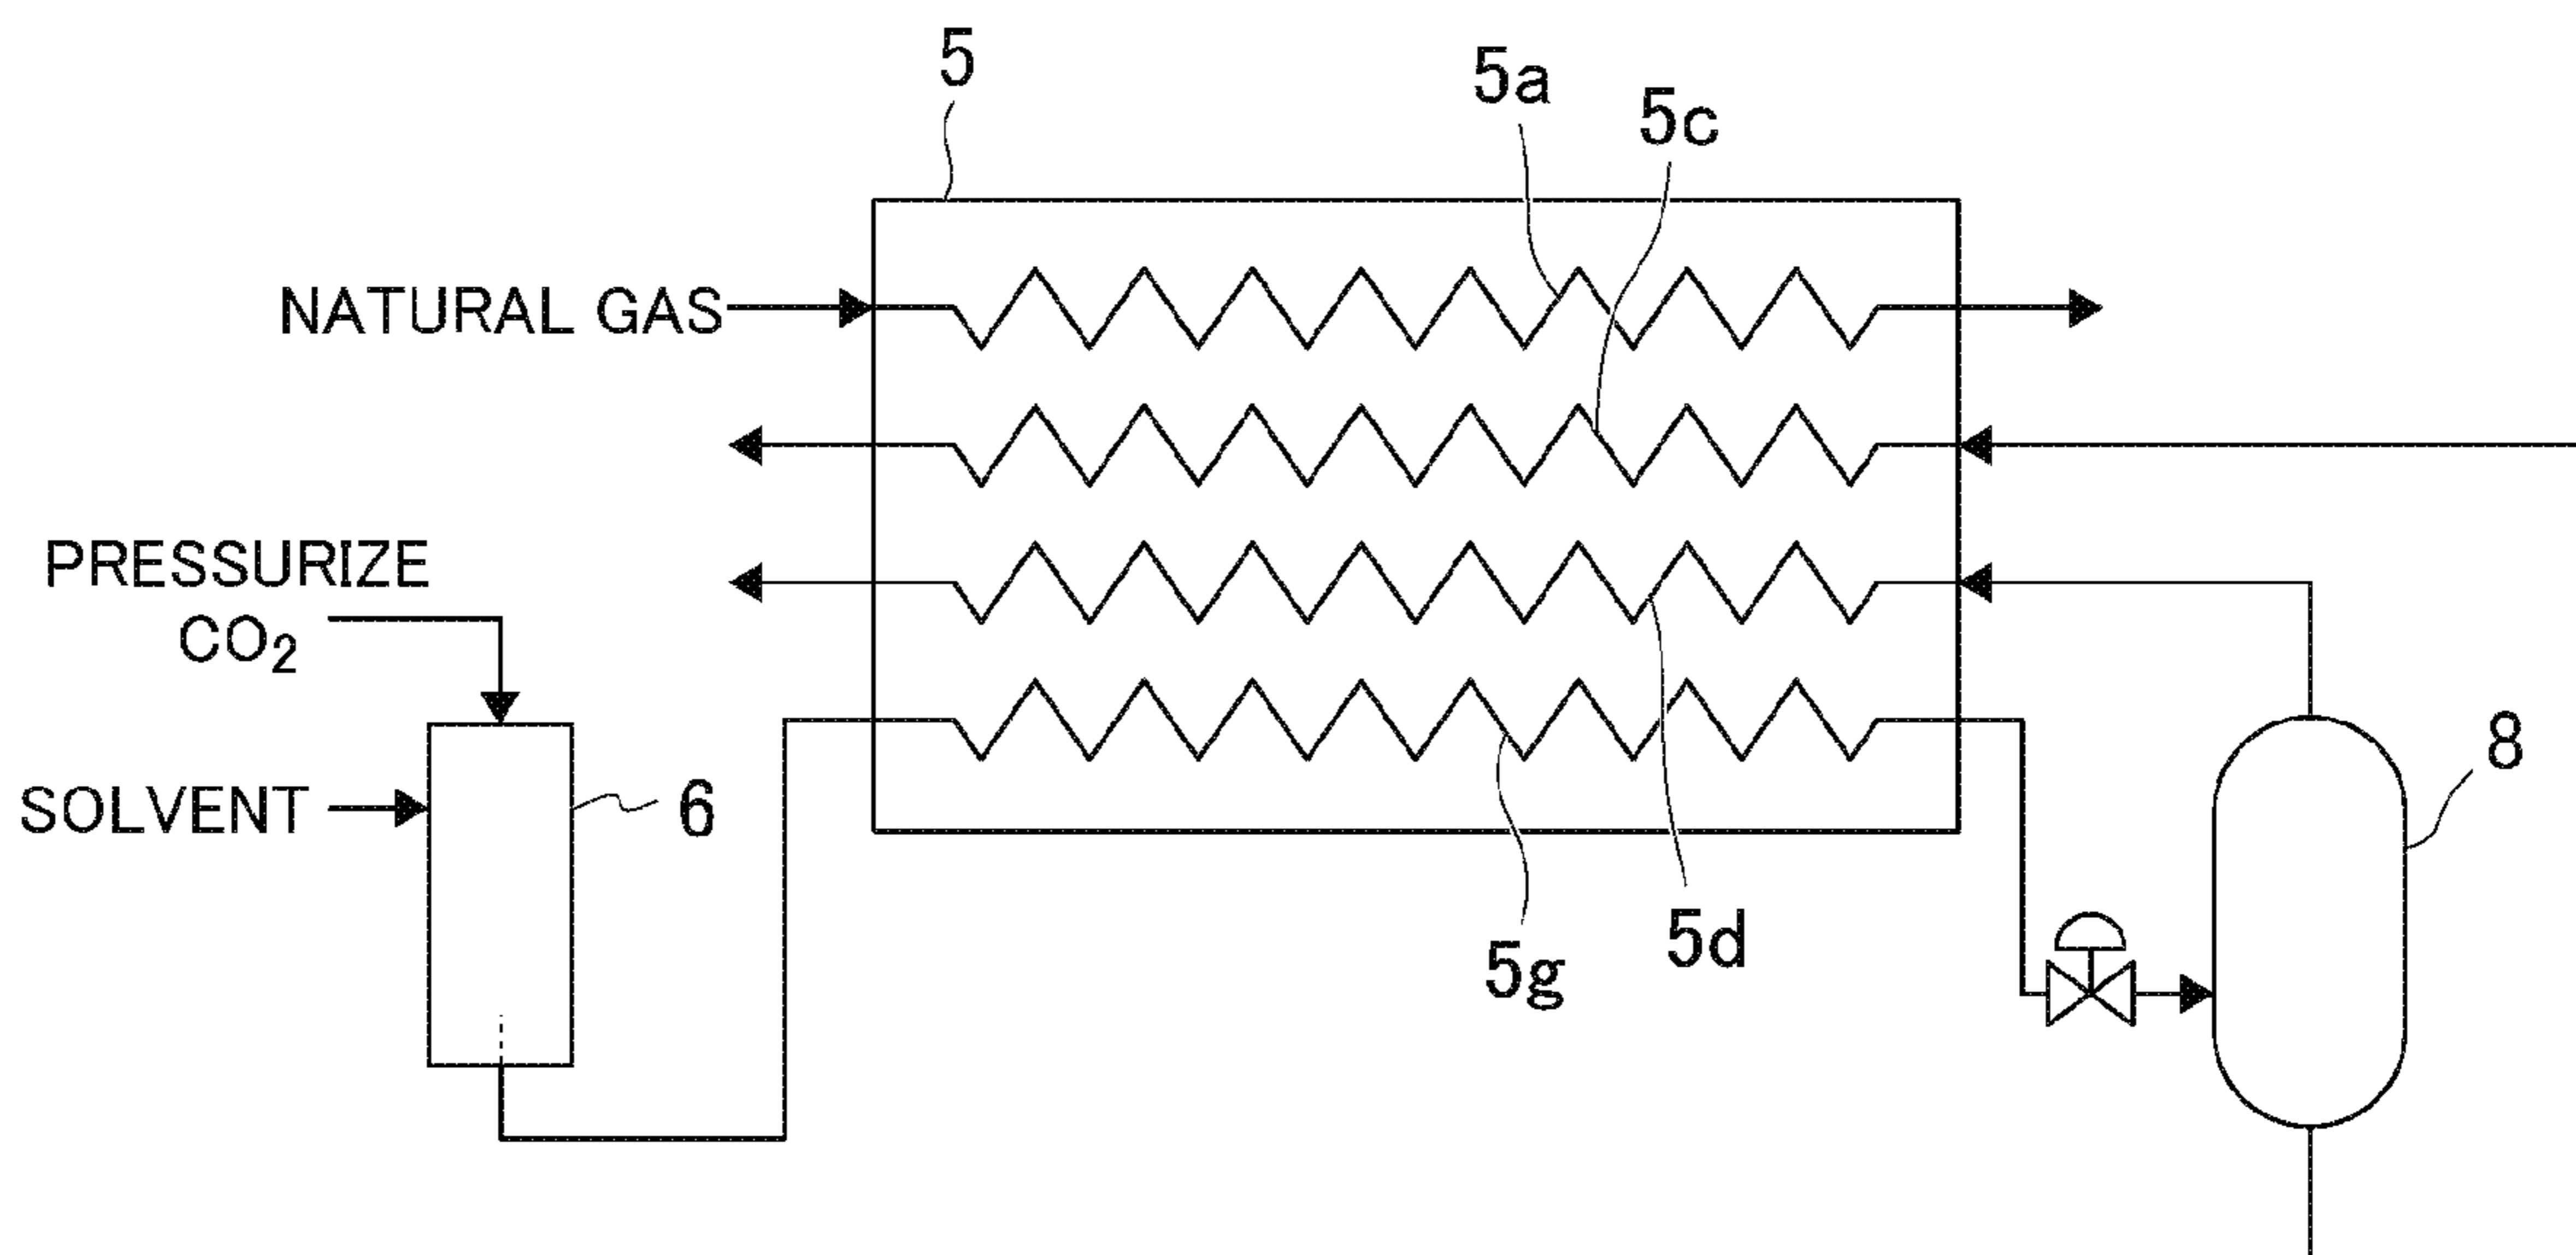 5
5a
5c
NATURAL GAS
PRESSURIZE
CO₂
SOLVENT
6
8
5d
5g